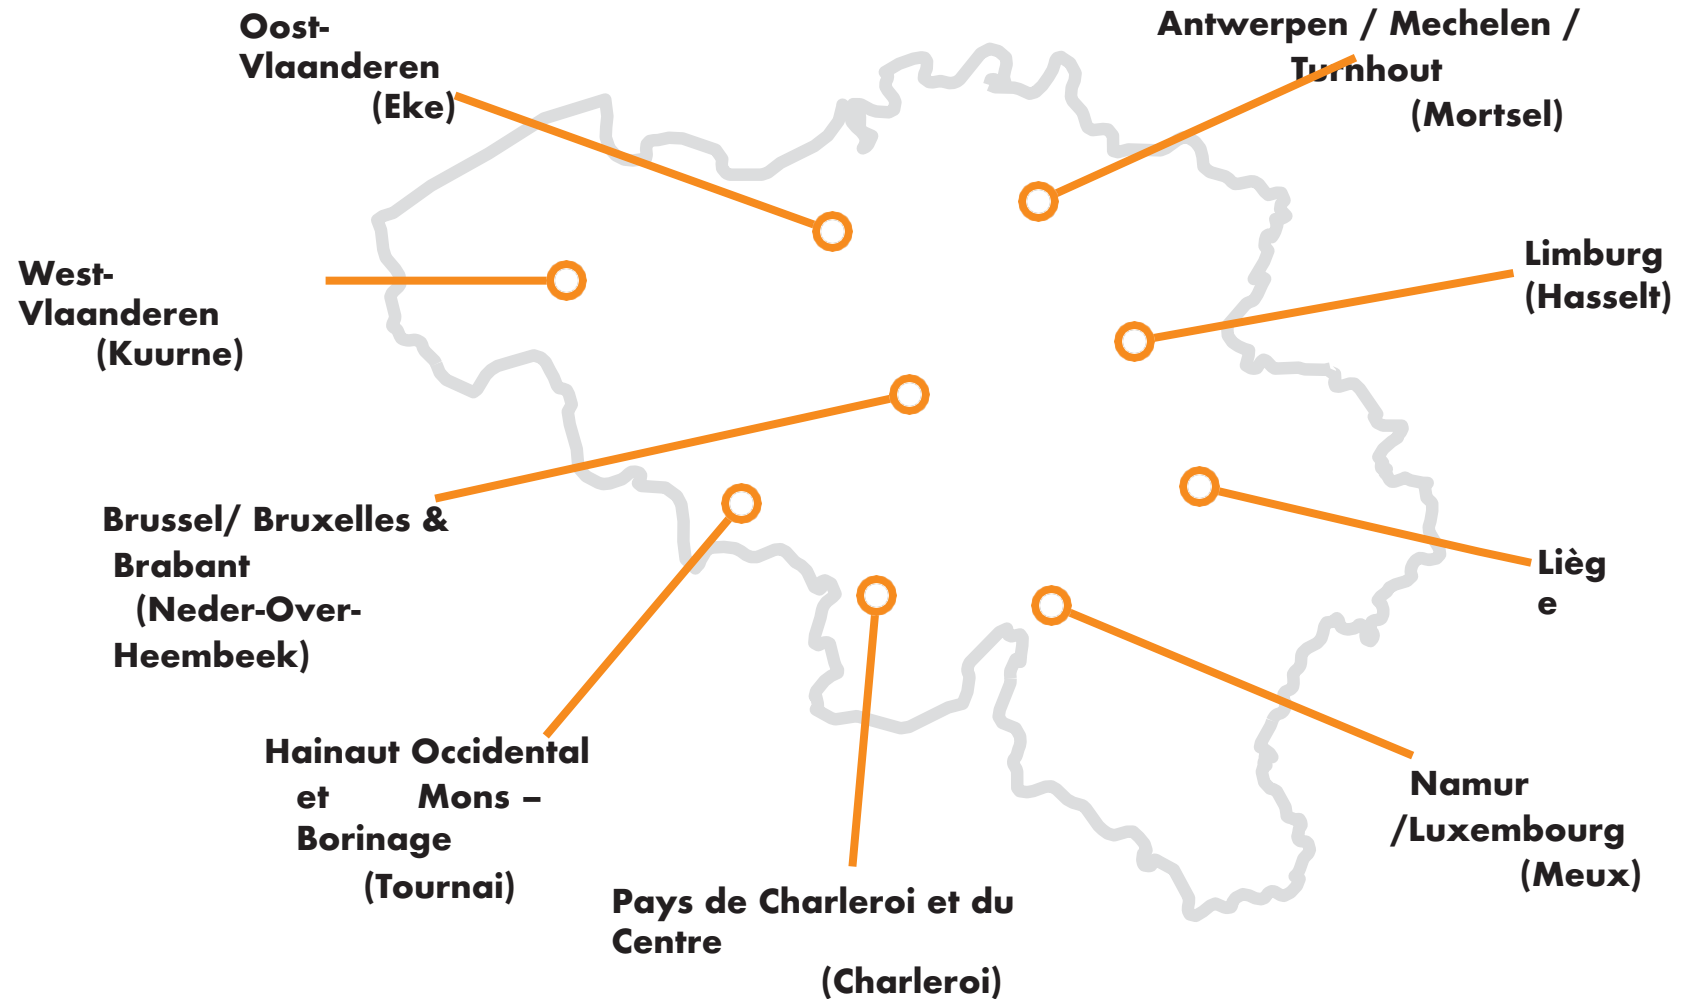 Oost-
Vlaanderen
(Eke)
Antwerpen / Mechelen /
Turnhout
(Mortsel)
West-
Vlaanderen
(Kuurne)
Limburg
(Hasselt)
Brussel/ Bruxelles &
Brabant
(Neder-Over-
Heembeek)
Lièg
e
Hainaut Occidental
et Mons –
Borinage
(Tournai)
Namur
/Luxembourg
(Meux)
Pays de Charleroi et du
Centre
(Charleroi)